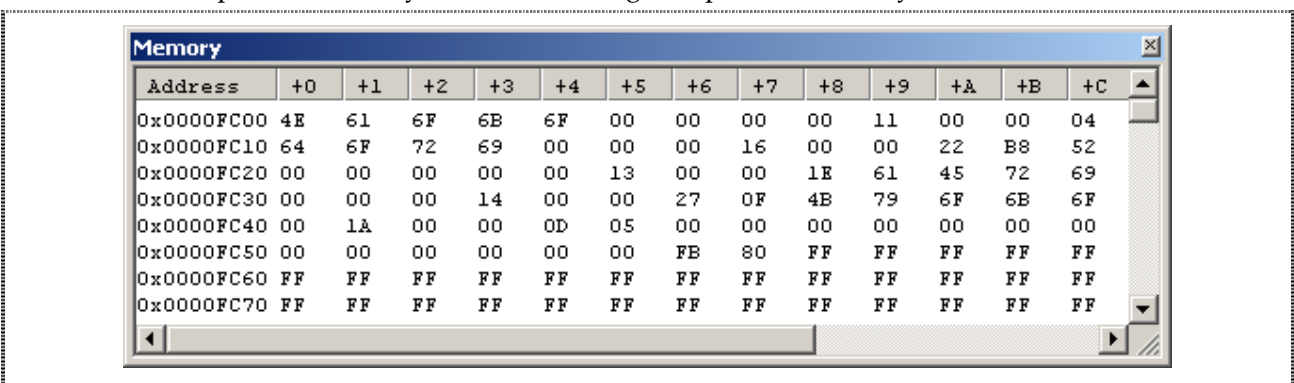 Memory
Address +0 +1 +2 +3 +4 +5 +6 +7 +8 +9 +A +B +C
0x0000FC00 4E 61 6F 6B 6F 00 00 00 00 11 00 00 04
0x0000FC10 64 6F 72 69 00 00 00 16 00 00 22 B8 52
0x0000FC20 00 00 00 00 00 13 00 00 1E 61 45 72 69
0x0000FC30 00 00 00 14 00 00 27 0F 4B 79 6F 6B 6F
0x0000FC40 00 1A 00 00 0D 05 00 00 00 00 00 00 00
0x0000FC50 00 00 00 00 00 00 FB 80 FF FF FF FF FF
0x0000FC60 FF FF FF FF FF FF FF FF FF FF FF FF FF
0x0000FC70 FF FF FF FF FF FF FF FF FF FF FF FF FF